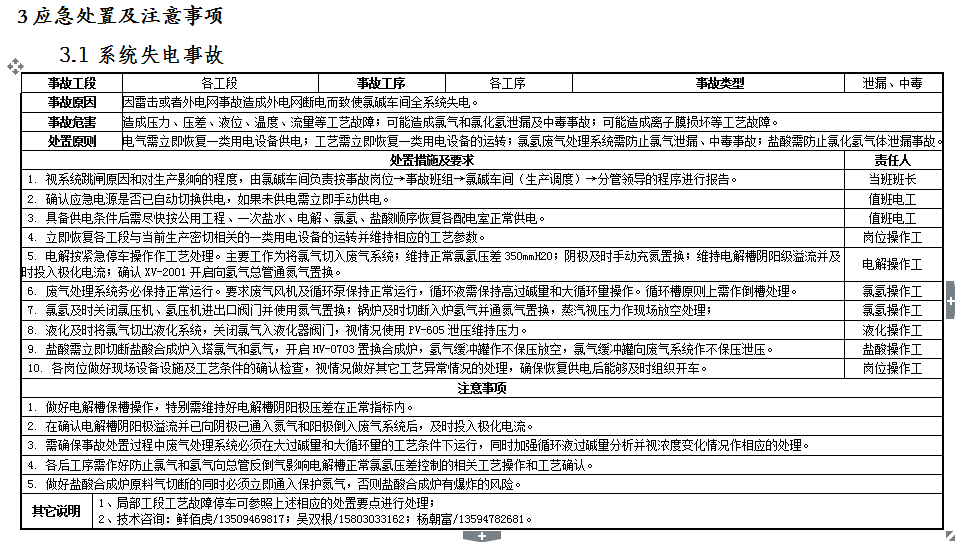 3 应急处置及注意事项
3.1 系统失电事故
事故工段 各工段 事故工序 各工序 事故类型 泄漏、中毒
事故原因 因雷击或者外电网事故造成外电网断电而致使氯碱车间全系统失电。
事故危害 造成压力、压差、液位、温度、流量等工艺故障；可能造成氯气和氯化氢泄漏及中毒事故；可能造成离子膜损坏等工艺故障。
处置原则 电气需立即恢复一类用电设备供电；工艺需立即恢复一类用电设备的运转；氯氢废气处理系统需防止氯气泄漏、中毒事故；盐酸需防止氯化氢气体泄漏事故。
处置措施及要求 责任人
1. 视系统跳闸原因和对生产影响的程度，由氯碱车间负责按事故岗位→事故班组→氯碱车间（生产调度）→分管领导的程序进行报告。 当班班长
2. 确认应急电源是否已自动切换供电，如果未供电需立即手动供电。 值班电工
3. 具备供电条件后需尽快按公用工程、一次盐水、电解、氯氢、盐酸顺序恢复各配电室正常供电。 值班电工
4. 立即恢复各工段与当前生产密切相关的一类用电设备的运转并维持相应的工艺参数。 岗位操作工
5. 电解按紧急停车操作作工艺处理。主要工作为将氯气切入废气系统；维持正常氯氢压差350mmH2O；阴极及时手动充氮置换；维持电解槽阴阳级溢流并及
时投入极化电流；确认XV-2001开启向氢气总管通氮气置换。 电解操作工
6. 废气处理系统务必保持正常运行。要求废气风机及循环泵保持正常运行，循环液需保持高过碱量和大循环量操作。循环槽原则上需作倒槽处理。 氯氢操作工
7. 氯氢及时关闭氯压机、氢压机进出口阀门并使用氮气置换；锅炉及时切断入炉氢气并通氮气置换，蒸汽视压力作现场放空处理； 氯氢操作工
8. 液化及时将氯气切出液化系统，关闭氯气入液化器阀门，视情况使用PV-605泄压维持压力。 液化操作工
9. 盐酸需立即切断盐酸合成炉入塔氯气和氢气，开启HV-0703置换合成炉，氢气缓冲罐作不保压放空，氯气缓冲罐向废气系统作不保压泄压。 盐酸操作工
10. 各岗位做好现场设备设施及工艺条件的确认检查，视情况做好其它工艺异常情况的处理，确保恢复供电后能够及时组织开车。 岗位操作工
注意事项
1. 做好电解槽保槽操作，特别需维持好电解槽阴阳极压差在正常指标内。
2. 在确认电解槽阴阳极溢流并已向阴极已通入氮气和阳极倒入废气系统后，及时投入极化电流。
3. 需确保事故处置过程中废气处理系统必须在大过碱量和大循环量的工艺条件下运行，同时加强循环液过碱量分析并视浓度变化情况作相应的处理。
4. 各后工序需作好防止氯气和氢气向总管反倒气影响电解槽正常氯氢压差控制的相关工艺操作和工艺确认。
5. 做好盐酸合成炉原料气切断的同时必须立即通入保护氮气，否则盐酸合成炉有爆炸的风险。
其它说明 1、局部工段工艺故障停车可参照上述相应的处置要点进行处理；
2、技术咨询：鲜佰虎/13509469817；吴双根/15803033162；杨朝富/13594782681。